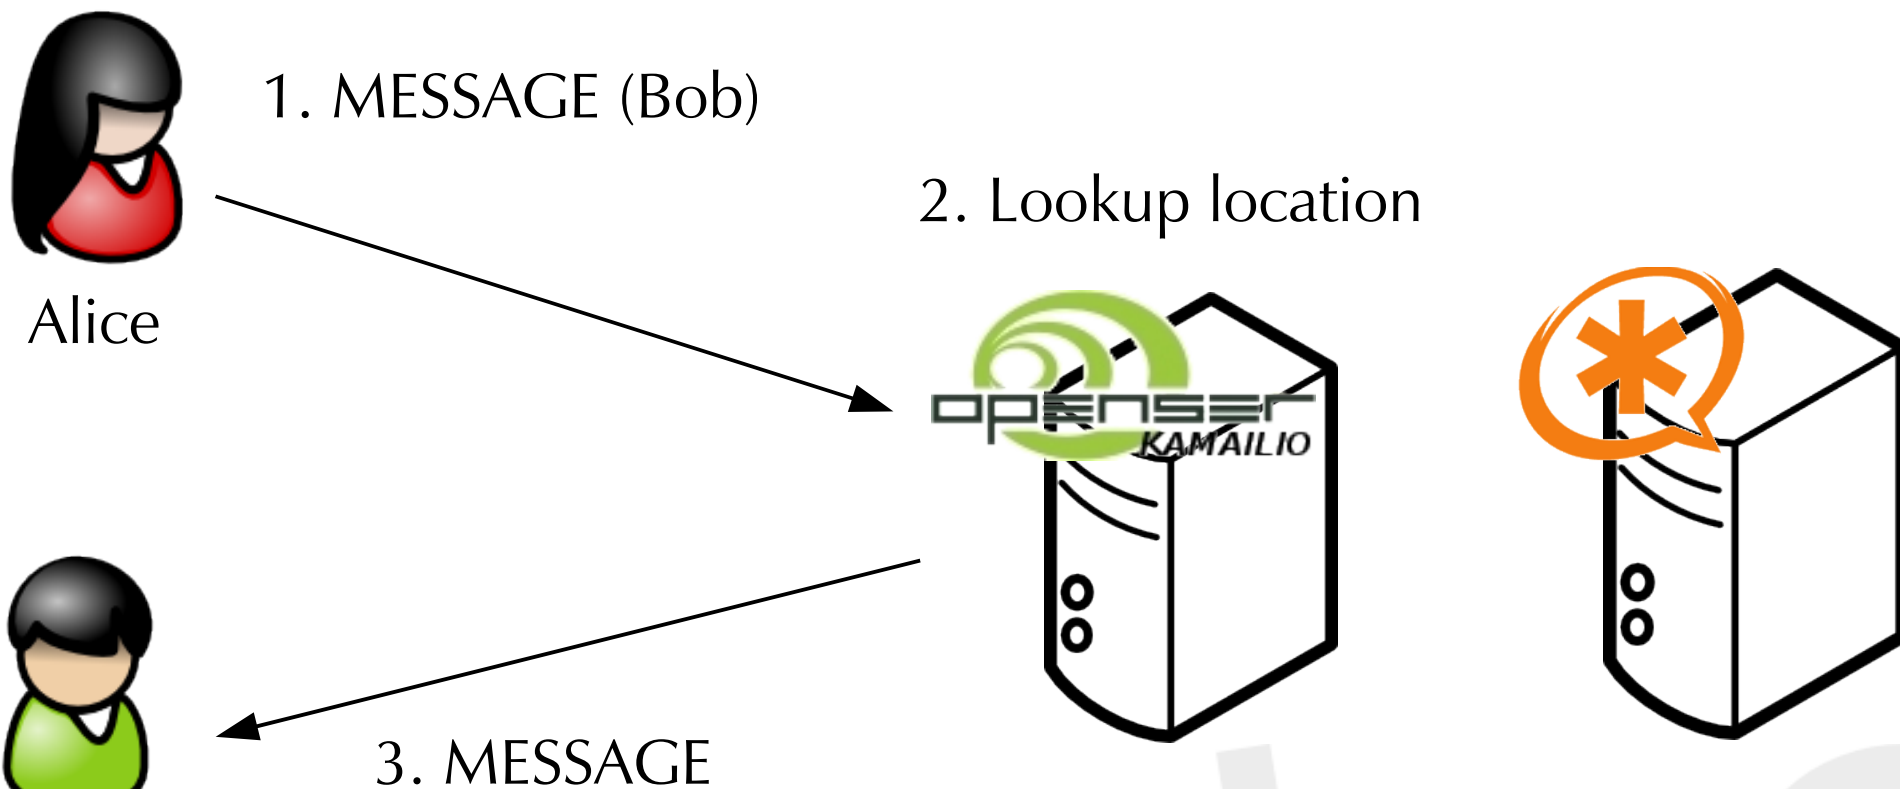 1. MESSAGE (Bob)
2. Lookup location
Alice
openser
KAMAILIO
3. MESSAGE